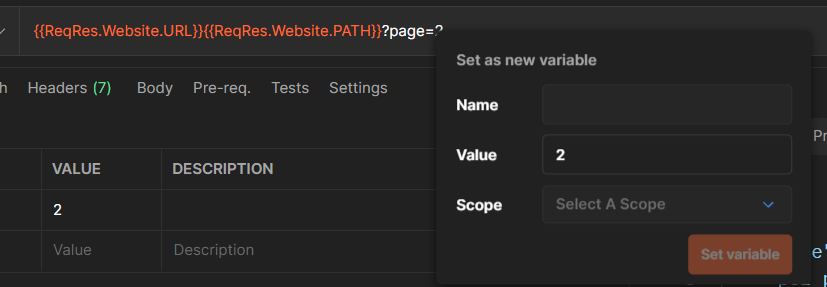 {{ReqRes.Website.URL}}{{ReqRes.Website.PATH}}?page=2
Set as new variable
h Headers (7) Body Pre-req. Tests Settings
Name
Pr
Value 2
VALUE DESCRIPTION
2
Scope Select A Scope
Value Description
Set variable
e'